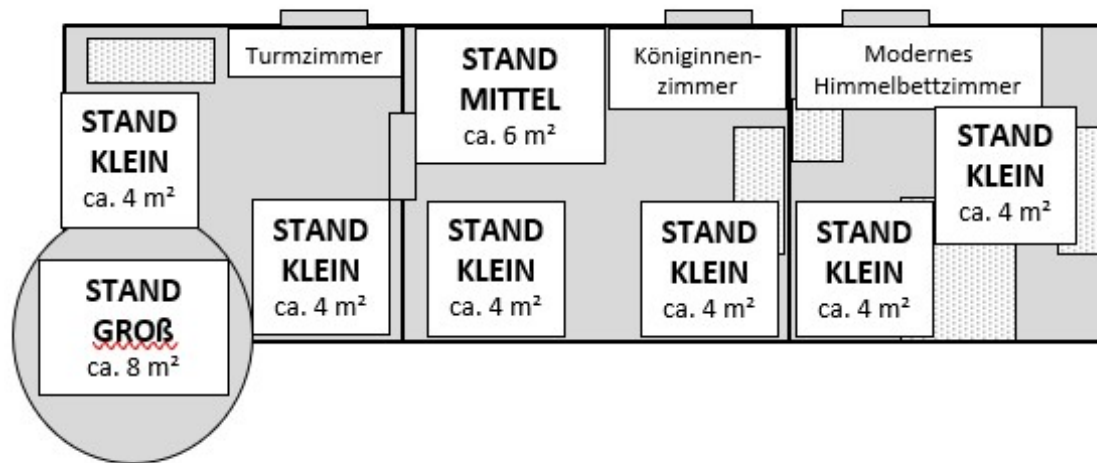 Turmzimmer
STAND
MITTEL
ca. 6 m²
Königinnen-
zimmer
Modernes
Himmelbettzimmer
STAND
KLEIN
ca. 4 m²
STAND
KLEIN
ca. 4 m²
STAND
KLEIN
ca. 4 m²
STAND
KLEIN
ca. 4 m²
STAND
KLEIN
ca. 4 m²
STAND
KLEIN
ca. 4 m²
STAND
GROß
ca. 8 m²